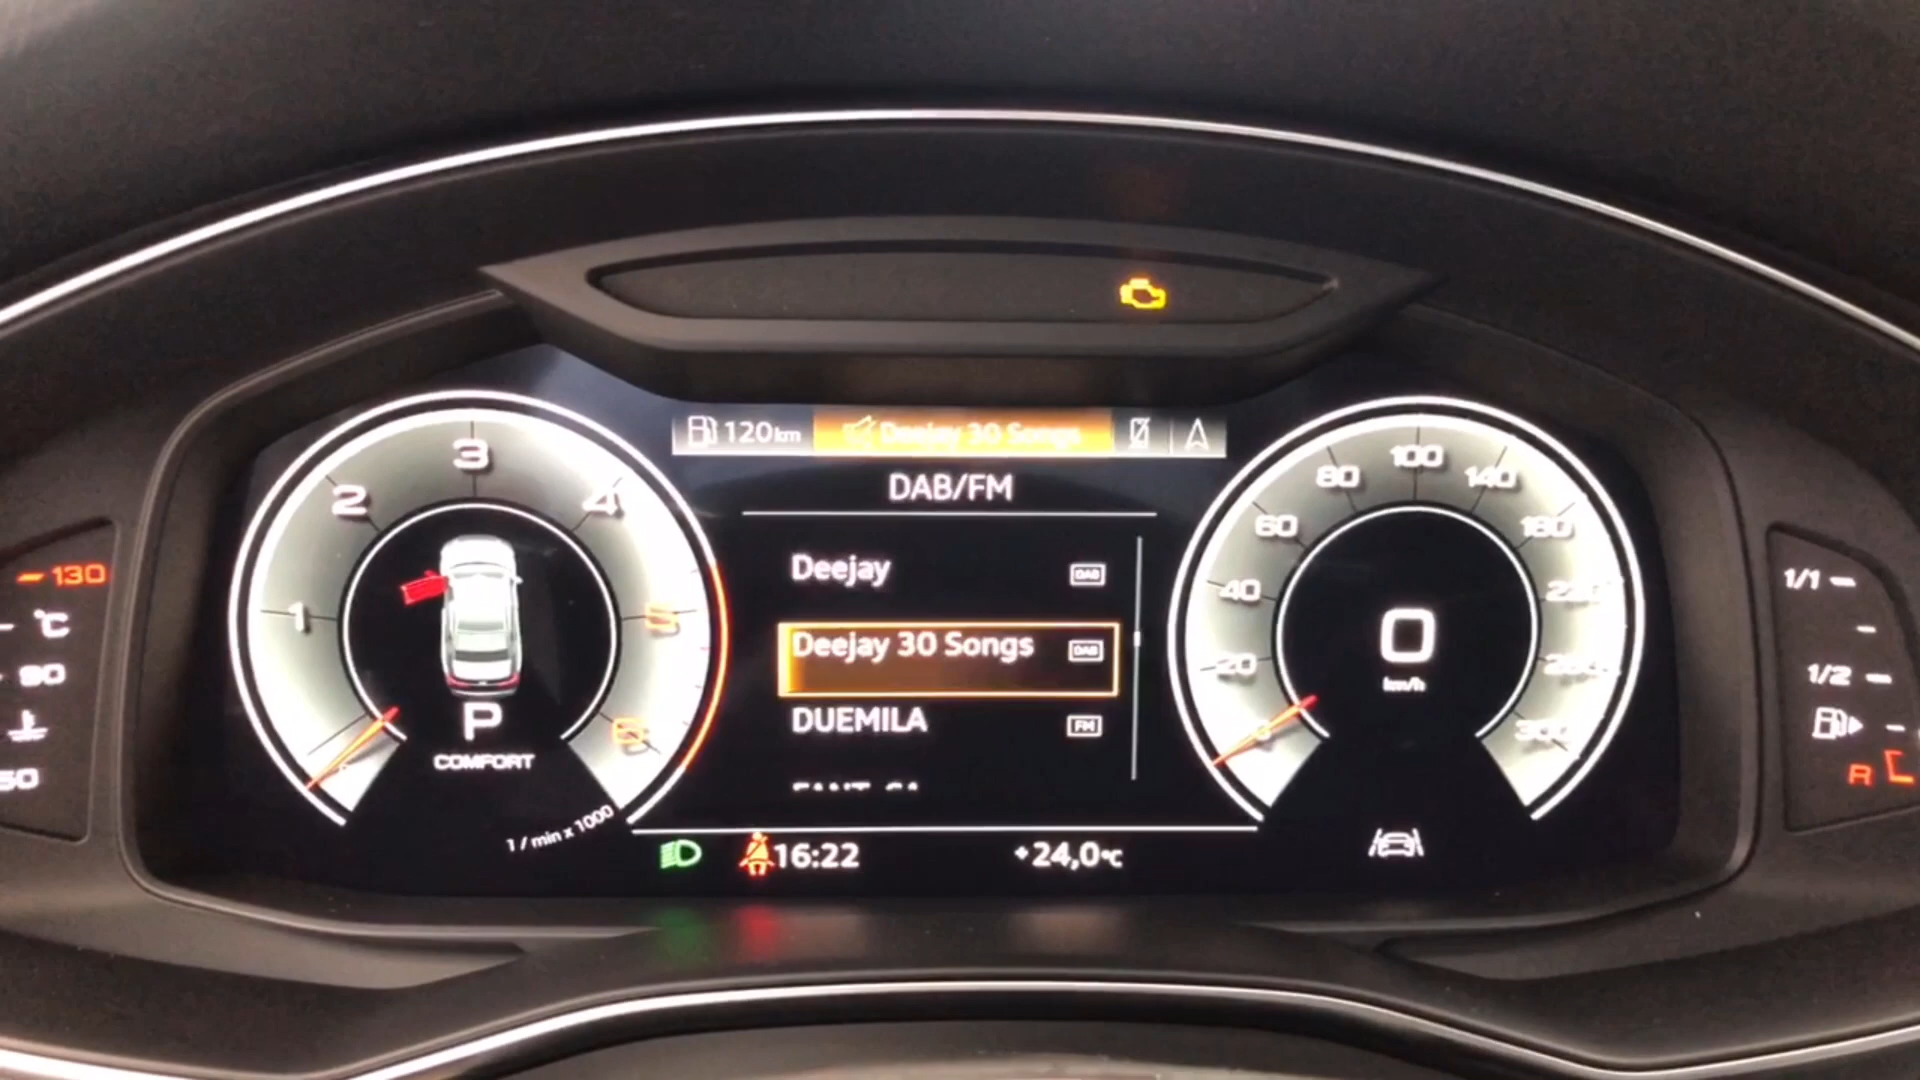 120km Deejay 30 Songs
DAB/FM
Deejay DAB
Deejay 30 Songs DAB
DUEMILA FM
1
2
3
4
5
6
P
COMFORT
1 / min x 1000
0
20
40
60
80
100
140
180
220
260
300
0
km/h
16:22
+24,0°C
130
°C
90
50
1/1
1/2
R